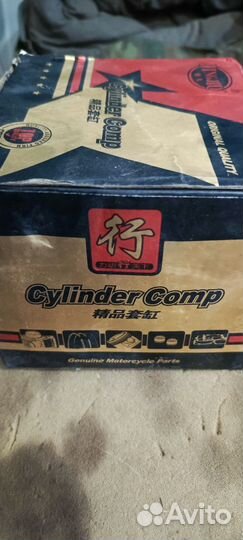 Cylinder Comp
精品套缸
ORIGINAL QUALITY
行
Cylinder Comp
精品套缸
Genuine Motorcycle Parts
Avito